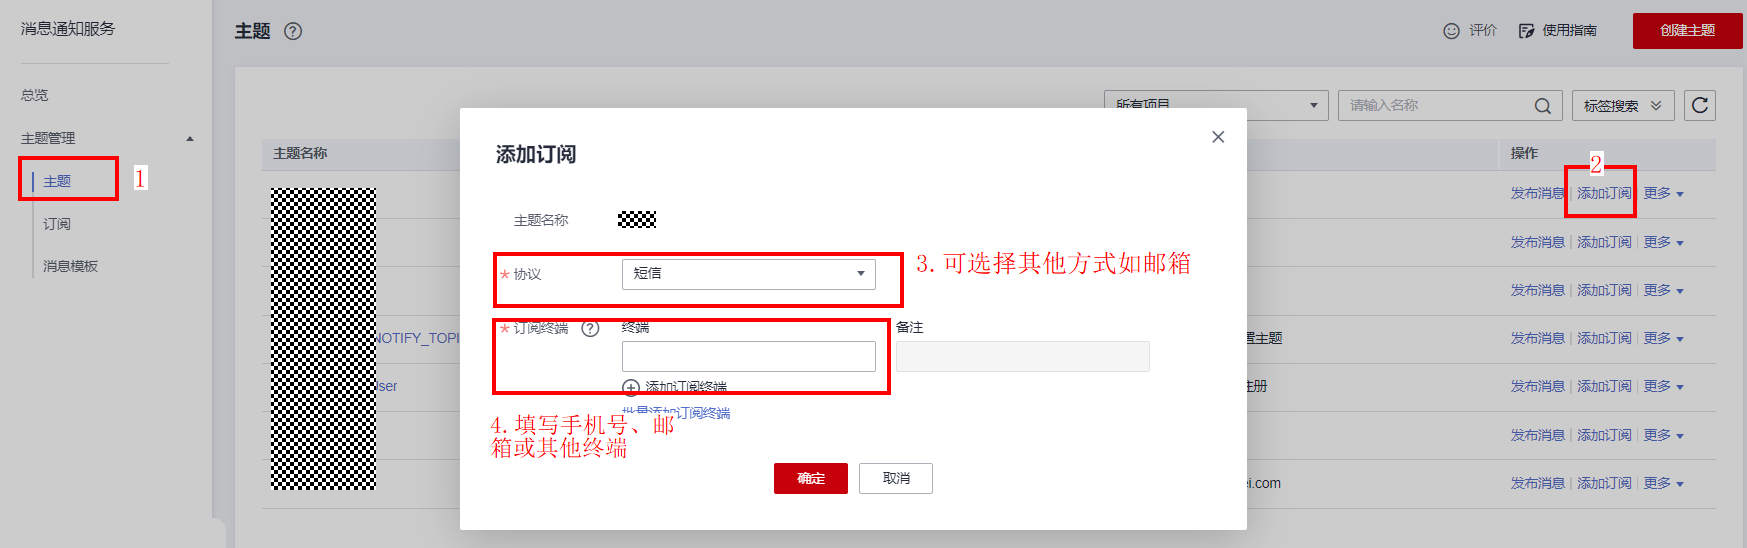 消息通知服务
主题
评价
使用指南
创建主题
总览
主题管理
主题
1
订阅
消息模板
所有项目
请输入名称
标签搜索
主题名称
操作
2
发布消息 添加订阅 更多
发布消息 添加订阅 更多
发布消息 添加订阅 更多
NOTIFY_TOPI
置主题
发布消息 添加订阅 更多
ser
册
发布消息 添加订阅 更多
发布消息 添加订阅 更多
ei.com
发布消息 添加订阅 更多
添加订阅
主题名称
* 协议
短信
3.可选择其他方式如邮箱
* 订阅终端
终端
备注
添加订阅终端
批量添加订阅终端
4.填写手机号、邮
箱或其他终端
确定
取消